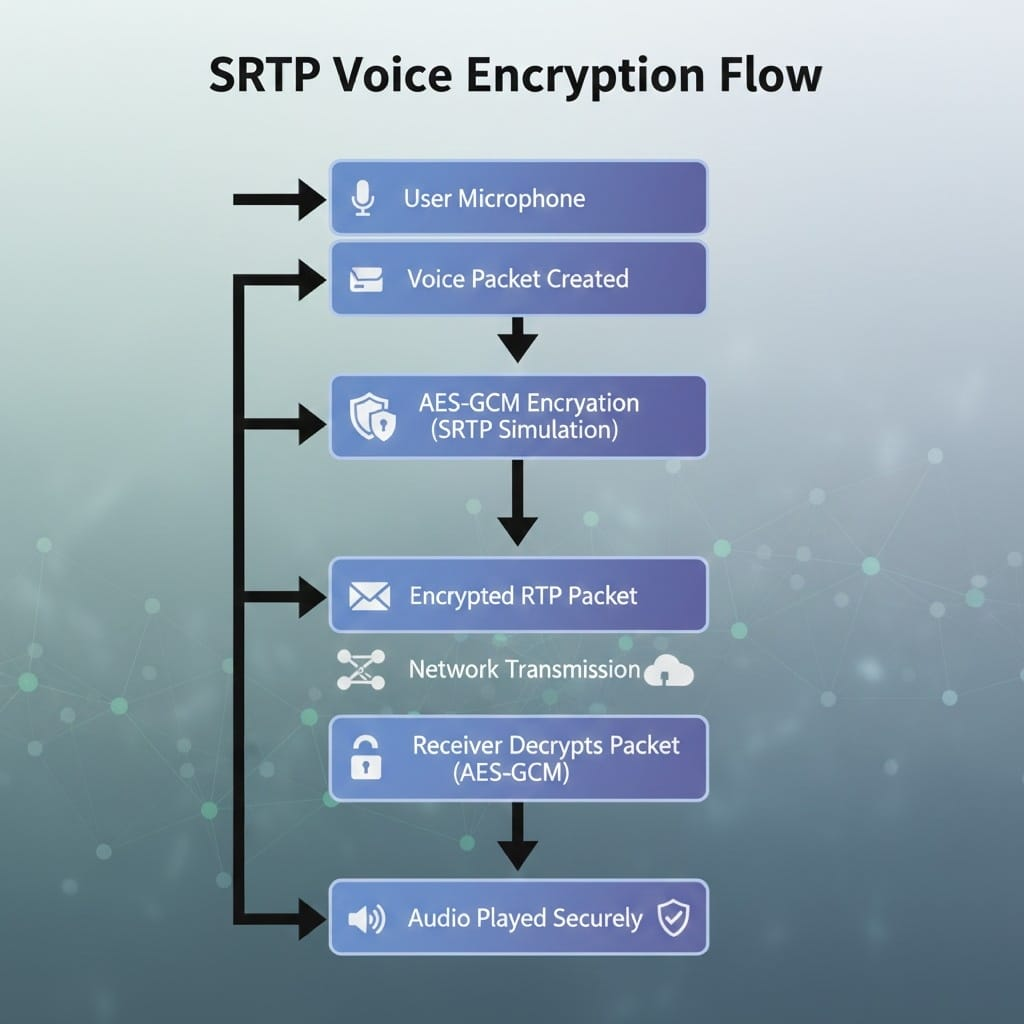 SRTP Voice Encryption Flow
User Microphone
Voice Packet Created
AES-GCM Encryation
(SRTP Simulation)
Encrypted RTP Packet
Network Transmission
Receiver Decrypts Packet
(AES-GCM)
Audio Played Securely